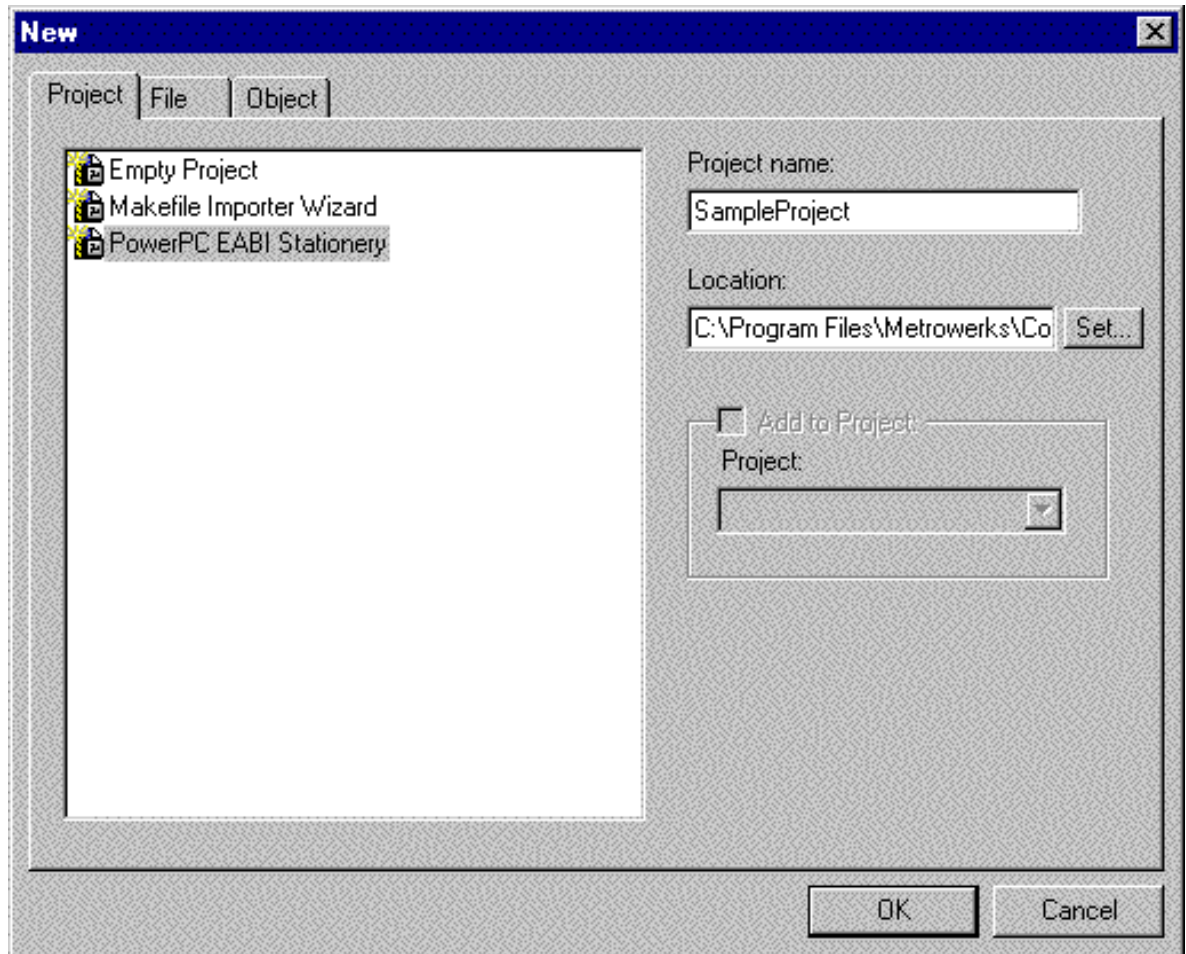 New
Project File Object
Empty Project
Makefile Importer Wizard
PowerPC EABI Stationery
Project name:
SampleProject
Location:
C:\Program Files\Metrowerks\Co Set...
Add to Project:
Project:
OK Cancel